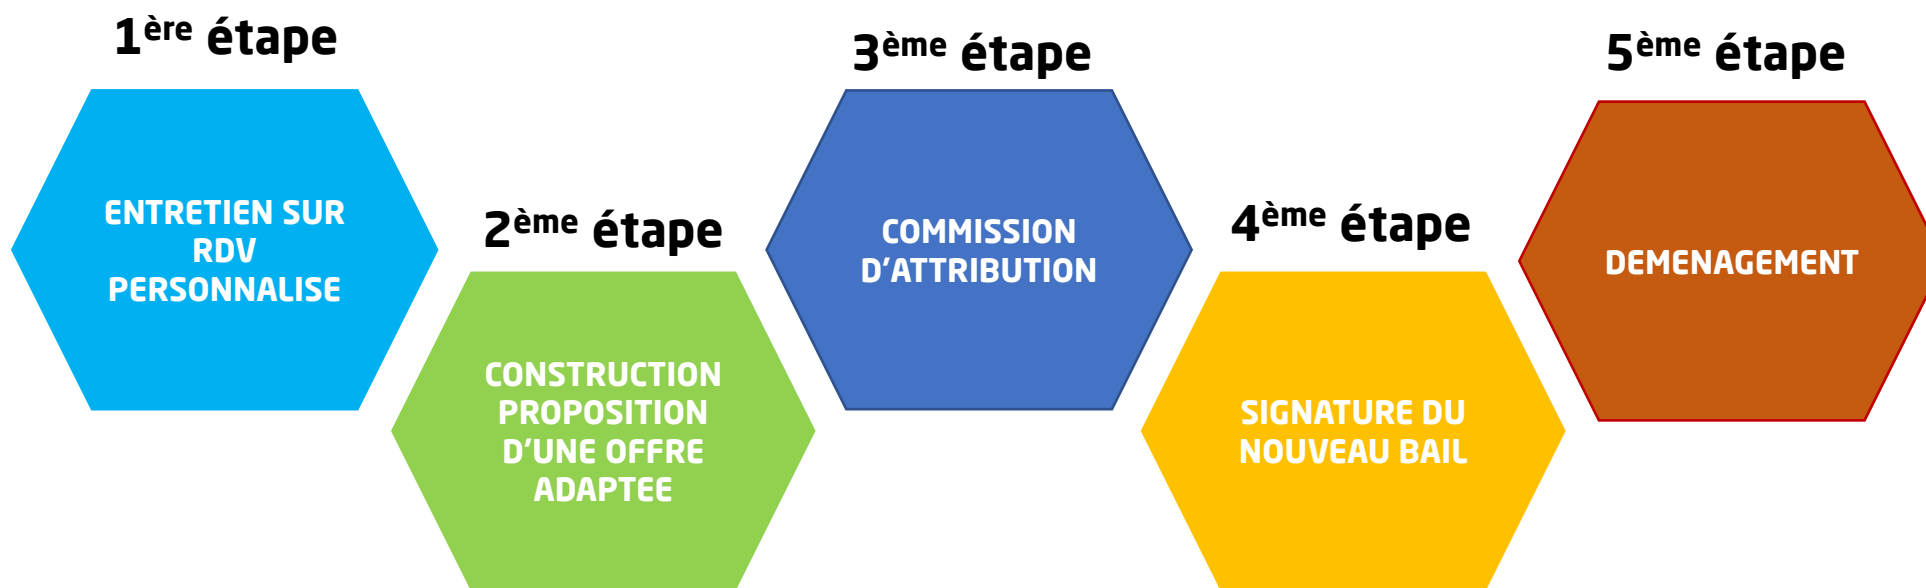 1ère étape
ENTRETIEN SUR
RDV
PERSONNALISE
2ème étape
CONSTRUCTION
PROPOSITION
D’UNE OFFRE
ADAPTEE
3ème étape
COMMISSION
D’ATTRIBUTION
4ème étape
SIGNATURE DU
NOUVEAU BAIL
5ème étape
DEMENAGEMENT